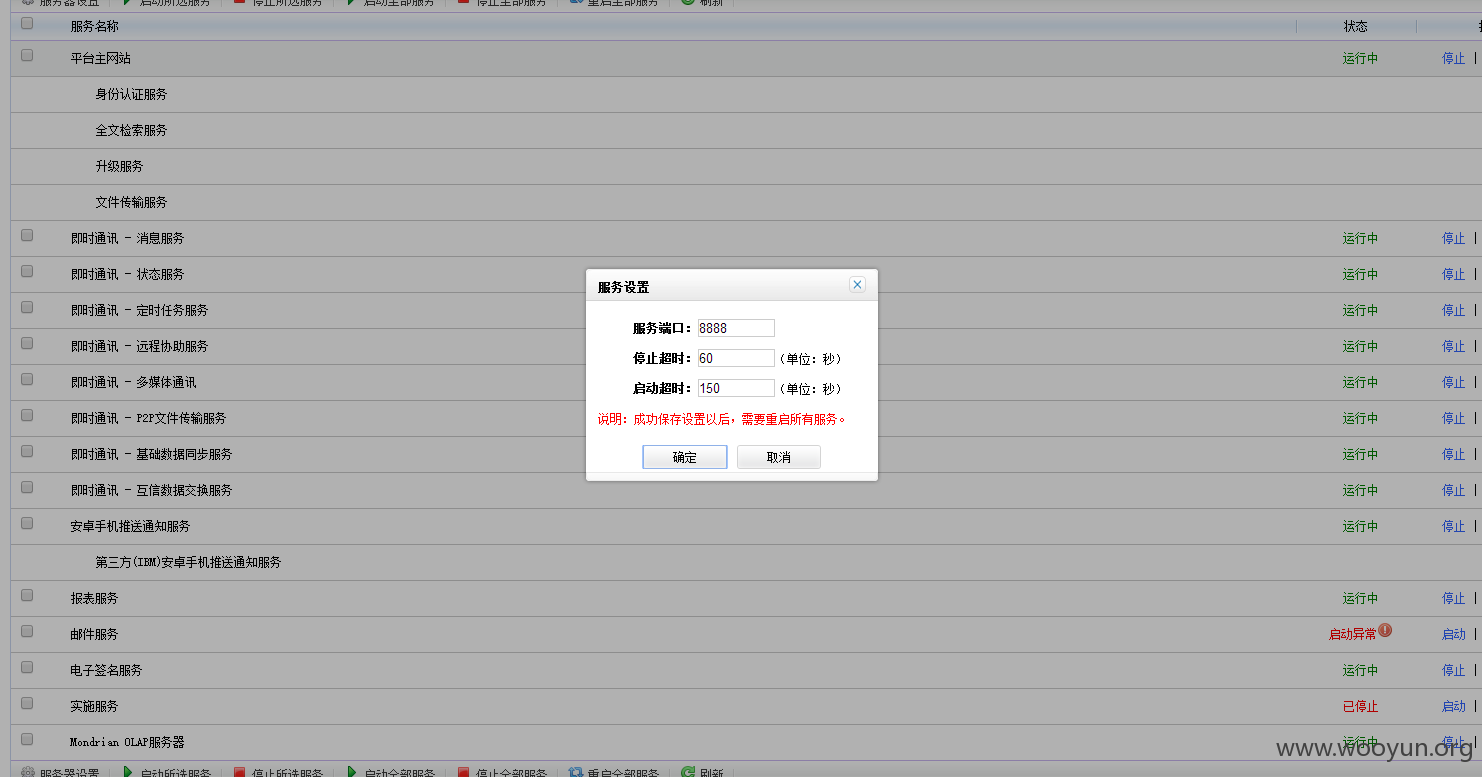 服务器设置 启动所选服务 停止所选服务 启动全部服务 停止全部服务 重启全部服务 刷新
服务名称 状态
平台主网站 运行中 停止 |
身份认证服务
全文检索服务
升级服务
文件传输服务
即时通讯 - 消息服务 运行中 停止 |
即时通讯 - 状态服务 运行中 停止 |
服务设置
即时通讯 - 定时任务服务 运行中 停止 |
服务端口: 8888
即时通讯 - 远程协助服务 运行中 停止 |
停止超时: 60 (单位: 秒)
即时通讯 - 多媒体通讯 运行中 停止 |
启动超时: 150 (单位: 秒)
即时通讯 - P2P文件传输服务 运行中 停止 |
说明: 成功保存设置以后, 需要重启所有服务。
即时通讯 - 基础数据同步服务 运行中 停止 |
确定 取消
即时通讯 - 互信数据交换服务 运行中 停止 |
安卓手机推送通知服务 运行中 停止 |
第三方(IBM)安卓手机推送通知服务
报表服务 运行中 停止 |
邮件服务 启动异常 启动 |
电子签名服务 运行中 停止 |
实施服务 已停止 启动 |
Mondrian OLAP服务器 运行中 停止 |
www.wooyun.org
服务器设置 启动所选服务 停止所选服务 启动全部服务 停止全部服务 重启全部服务 刷新